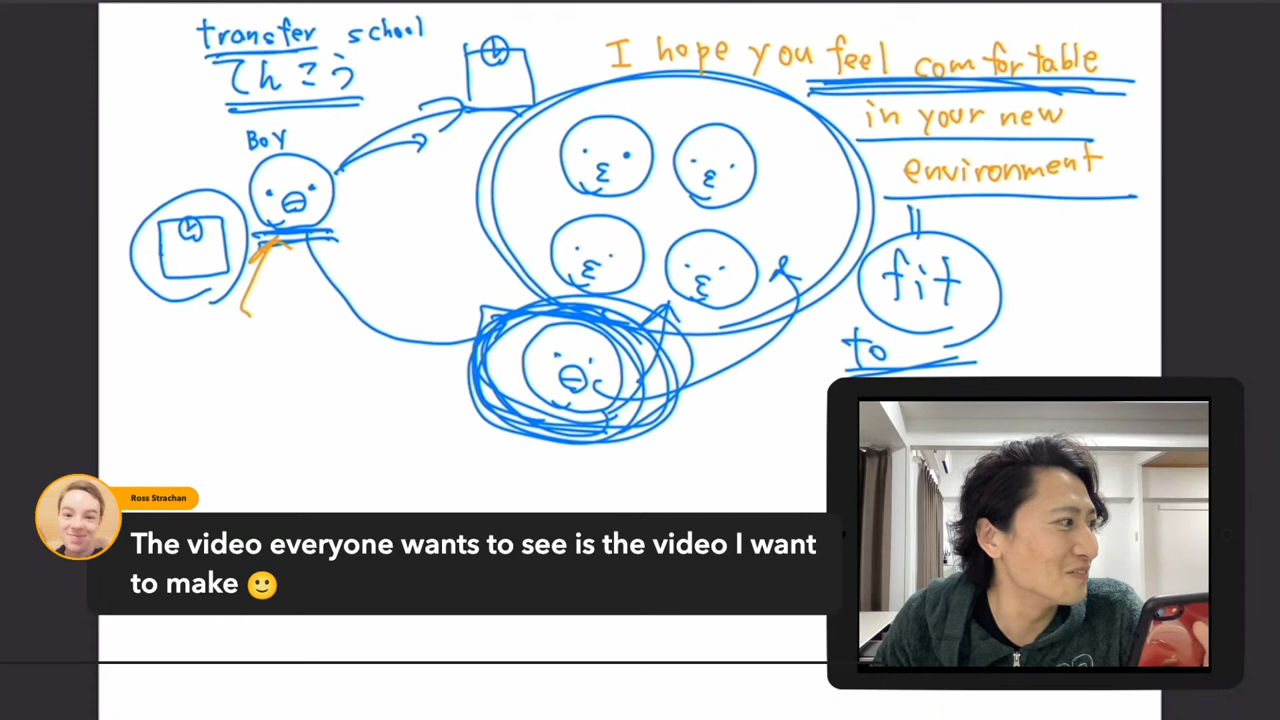 transfer school
てんこう
BOY
I hope you feel comfortable
in your new
environment
fit
to
Ross Strachan
The video everyone wants to see is the video I want
to make 🙂